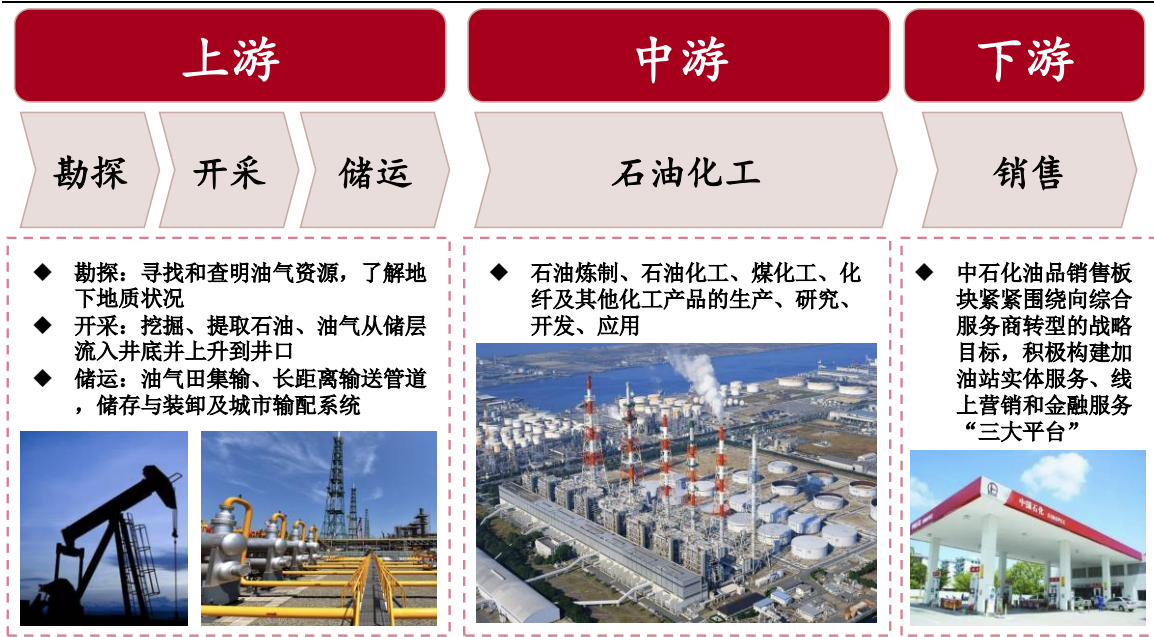 上游
中游
下游
勘探
开采
储运
石油化工
销售
◆ 勘探：寻找和查明油气资源，了解地
下地质状况
◆ 开采：挖掘、提取石油、油气从储层
流入井底并上升到井口
◆ 储运：油气田集输、长距离输送管道
，储存与装卸及城市输配系统
◆ 石油炼制、石油化工、煤化工、化
纤及其他化工产品的生产、研究、
开发、应用
◆ 中石化油品销售板
块紧紧围绕向综合
服务商转型的战略
目标，积极构建加
油站实体服务、线
上营销和金融服务
“三大平台”
中国石化 SINOPEC